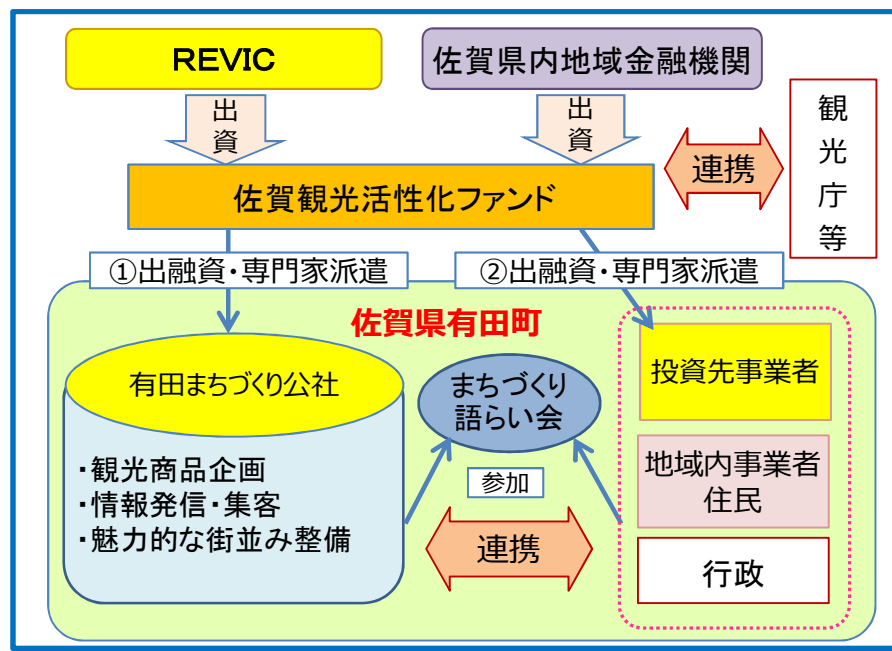 REVIC
佐賀県内地域金融機関
出資
出資
観光庁等
連携
佐賀観光活性化ファンド
①出融資・専門家派遣
②出融資・専門家派遣
佐賀県有田町
有田まちづくり公社
・観光商品企画
・情報発信・集客
・魅力的な街並み整備
まちづくり
語らい会
参加
連携
投資先事業者
地域内事業者
住民
行政